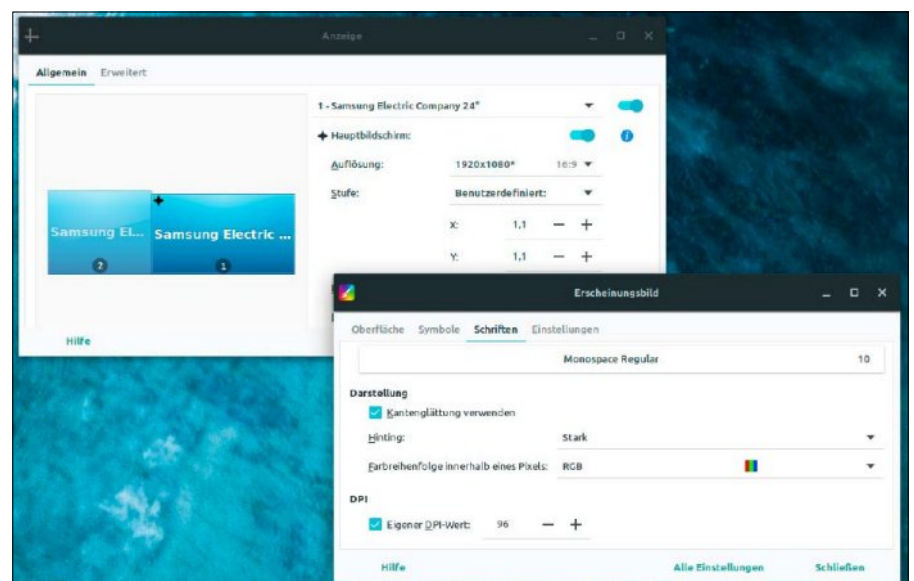 Anzeige
Allgemein Erweitert
1 - Samsung Electric Company 24"
Hauptbildschirm:
Auflösung: 1920x1080* 16:9
Stufe: Benutzerdefiniert:
X: 1,1 − +
Y: 1,1 − +
Samsung El... Samsung Electric ...
2 1
Hilfe
Erscheinungsbild
Oberfläche Symbole Schriften Einstellungen
Monospace Regular 10
Darstellung
Kantenglättung verwenden
Hinting: Stark
Farbreihenfolge innerhalb eines Pixels: RGB
DPI
Eigener DPI-Wert: 96 − +
Hilfe Alle Einstellungen Schließen